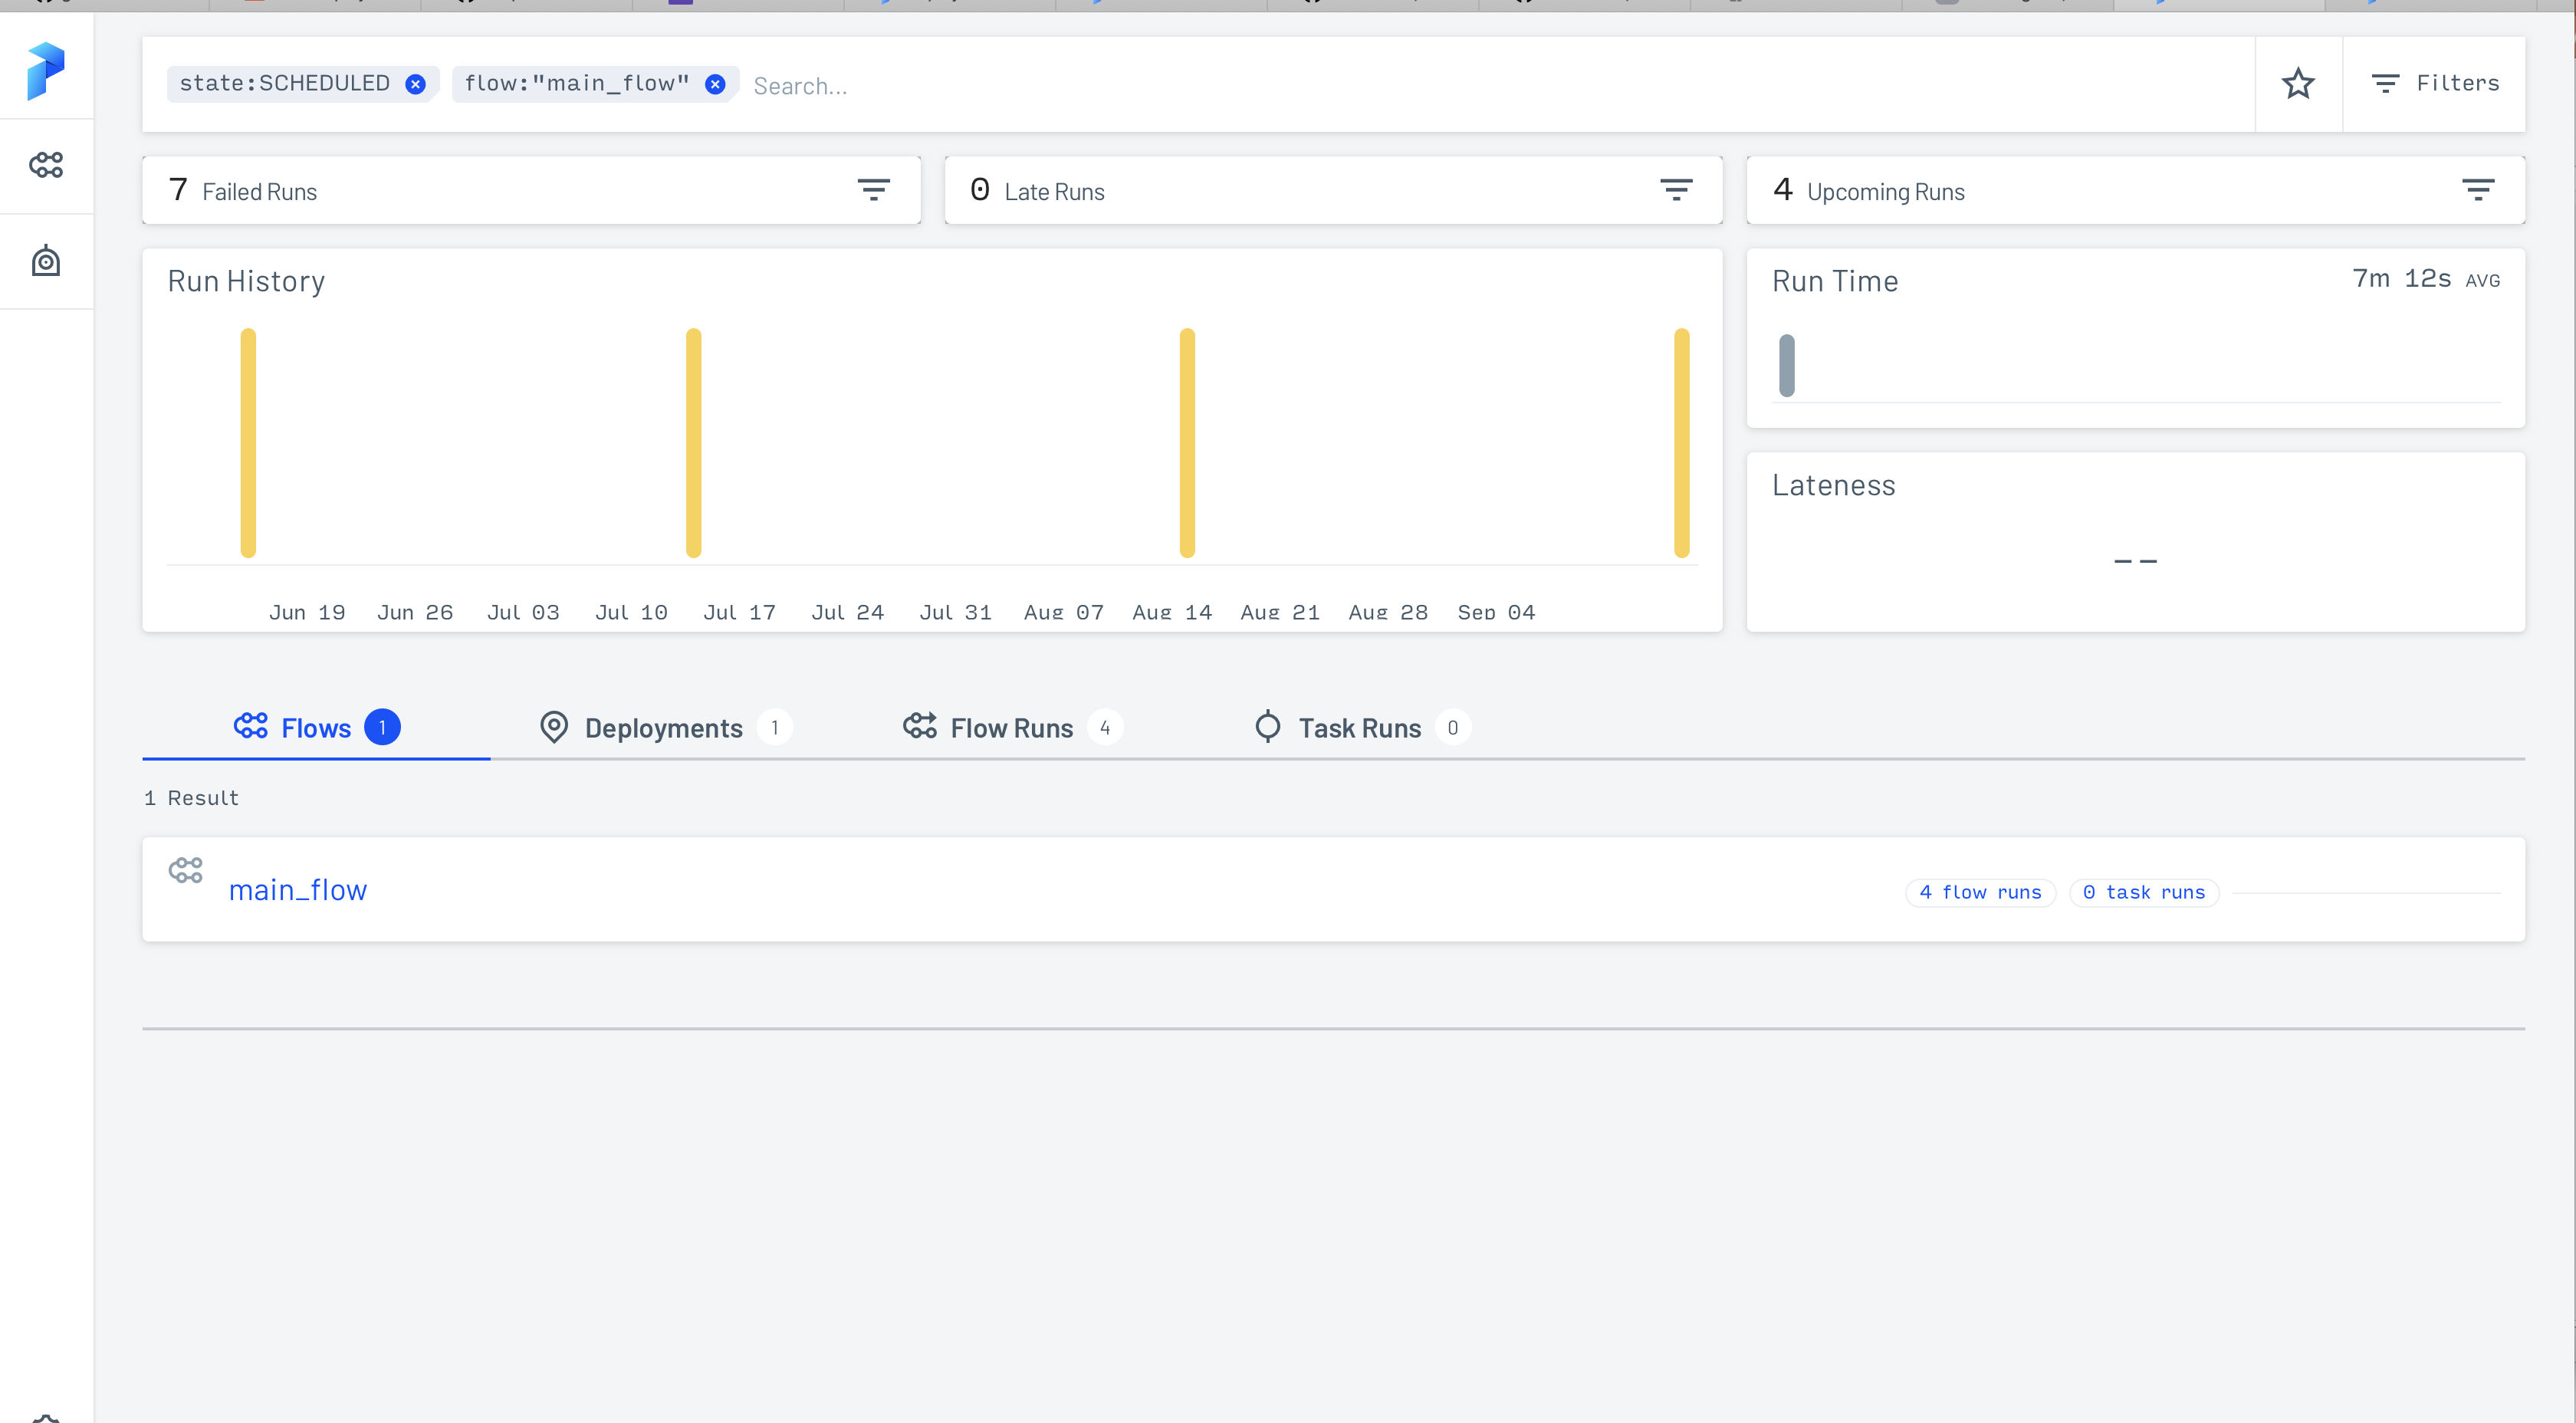 state:SCHEDULED flow:"main_flow" Search... Filters
7 Failed Runs
0 Late Runs
4 Upcoming Runs
Run History
Jun 19 Jun 26 Jul 03 Jul 10 Jul 17 Jul 24 Jul 31 Aug 07 Aug 14 Aug 21 Aug 28 Sep 04
Run Time 7m 12s AVG
Lateness
--
Flows 1 Deployments 1 Flow Runs 4 Task Runs 0
1 Result
main_flow 4 flow runs 0 task runs